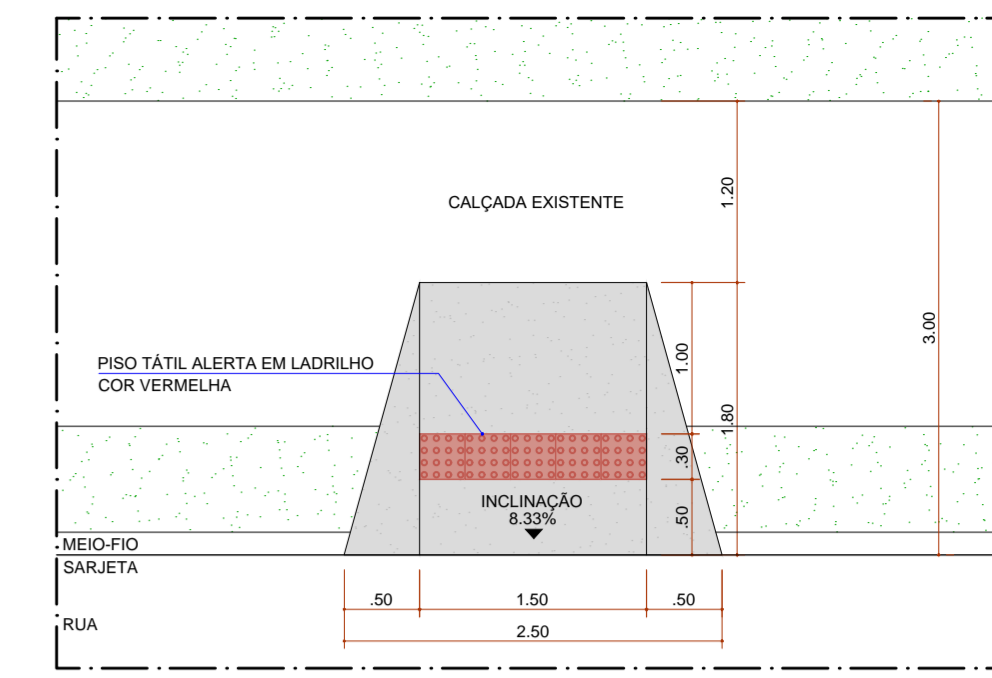 1.20
CALÇADA EXISTENTE
3.00
1.00
PISO TÁTIL ALERTA EM LADRILHO
COR VERMELHA
1.80
.30
INCLINAÇÃO
8.33%
.50
MEIO-FIO
SARJETA
.50
1.50
.50
RUA
2.50